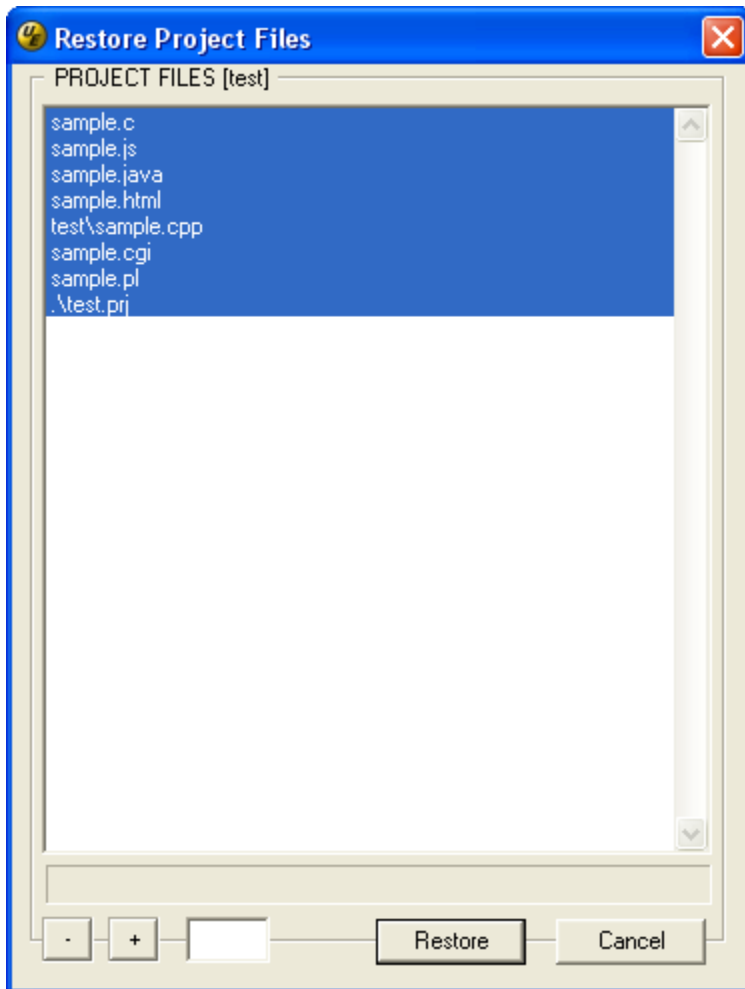 UE Restore Project Files
PROJECT FILES [test]
sample.c
sample.js
sample.java
sample.html
test\sample.cpp
sample.cgi
sample.pl
.\test.prj
- + Restore Cancel